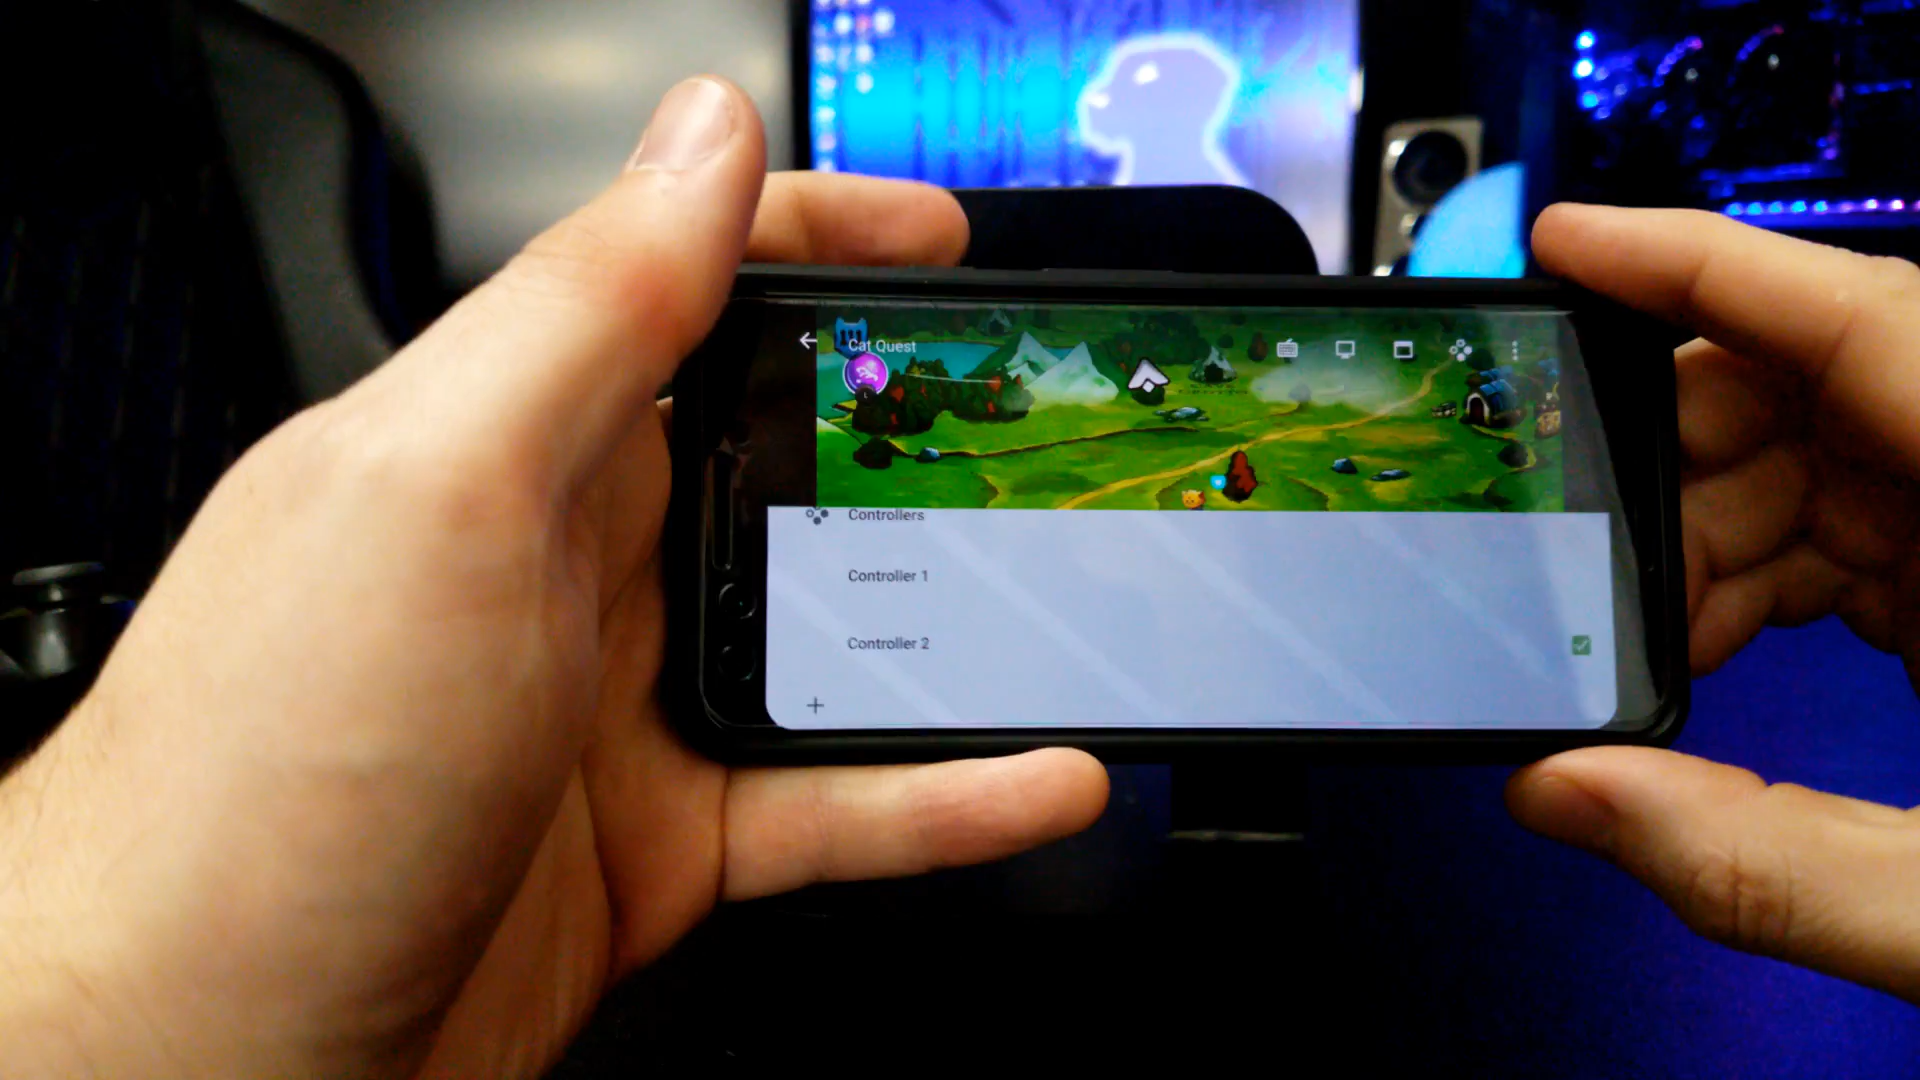 Cat Quest
Controllers
Controller 1
Controller 2